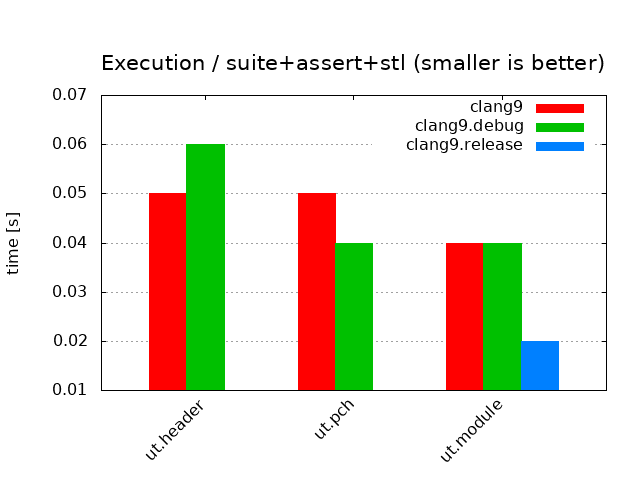 Execution / suite+assert+stl (smaller is better)
0.07
clang9
clang9.debug
clang9.release
0.06
0.05
0.04
0.03
0.02
0.01
time [s]
ut.header
ut.pch
ut.module